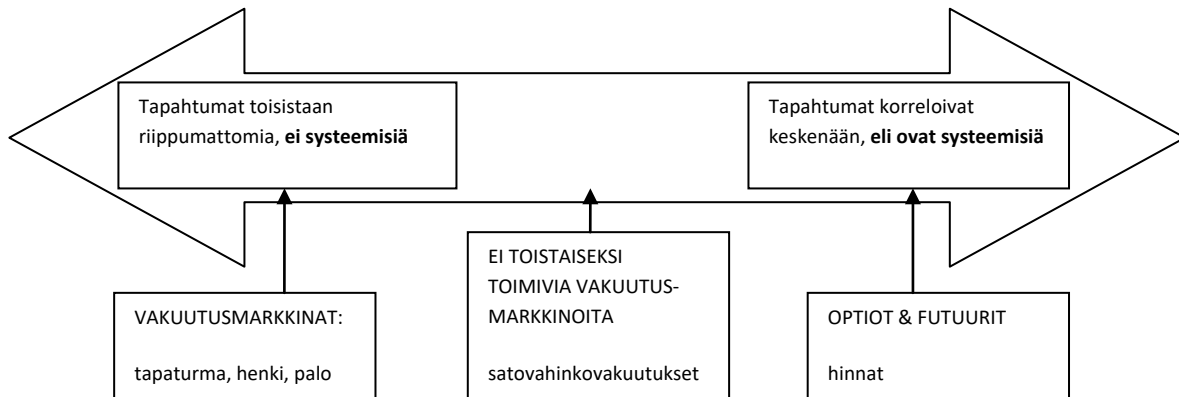 Tapahtumat toisistaan
riippumattomia, ei systeemisiä
Tapahtumat korreloivat
keskenään, eli ovat systeemisiä
VAKUUTUSMARKKINAT:
tapaturma, henki, palo
EI TOISTAISEKSI
TOIMIVIA VAKUUTUS-
MARKKINOITA
satovahinkovakuutukset
OPTIOT & FUTUURIT
hinnat